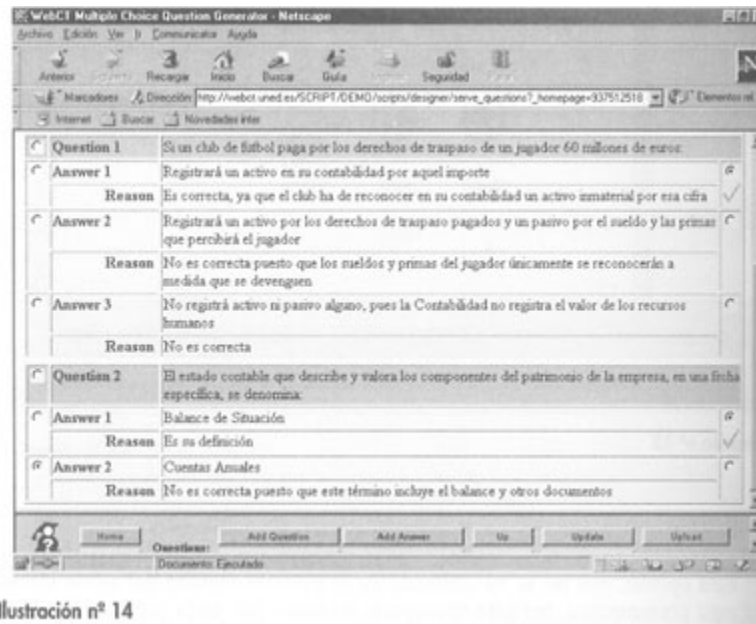 WebCT Multiple Choice Question Generator - Netscape
Archivo Edición Ver Ir Communicator Ayuda
Anterior Recargar Inicio Buscar Guía Seguridad
Marcadores Dirección http://webct.uned.es/SCRIPT/DEMO/scripts/designer/serve_questions?_homepage=937512518 Elementos rel
Internet Buscar Novedades inter
Question 1 Si un club de fútbol paga por los derechos de traspaso de un jugador 60 millones de euros:
Answer 1 Registrará un activo en su contabilidad por aquel importe
Reason Es correcta, ya que el club ha de reconocer en su contabilidad un activo inmaterial por esa cifra
Answer 2 Registrará un activo por los derechos de traspaso pagados y un pasivo por el sueldo y las primas
que percibirá el jugador
Reason No es correcta puesto que los sueldos y primas del jugador únicamente se reconocerán a
medida que se devenguen
Answer 3 No registrá activo ni pasivo alguno, pues la Contabilidad no registra el valor de los recursos
humanos
Reason No es correcta
Question 2 El estado contable que describe y valora los componentes del patrimonio de la empresa, en una fecha
específica, se denomina:
Answer 1 Balance de Situación
Reason Es su definición
Answer 2 Cuentas Anuales
Reason No es correcta puesto que este término incluye el balance y otros documentos
Home Questions: Add Question Add Answer Up Update Upload
Documento: Ejecutado
Ilustración nº 14